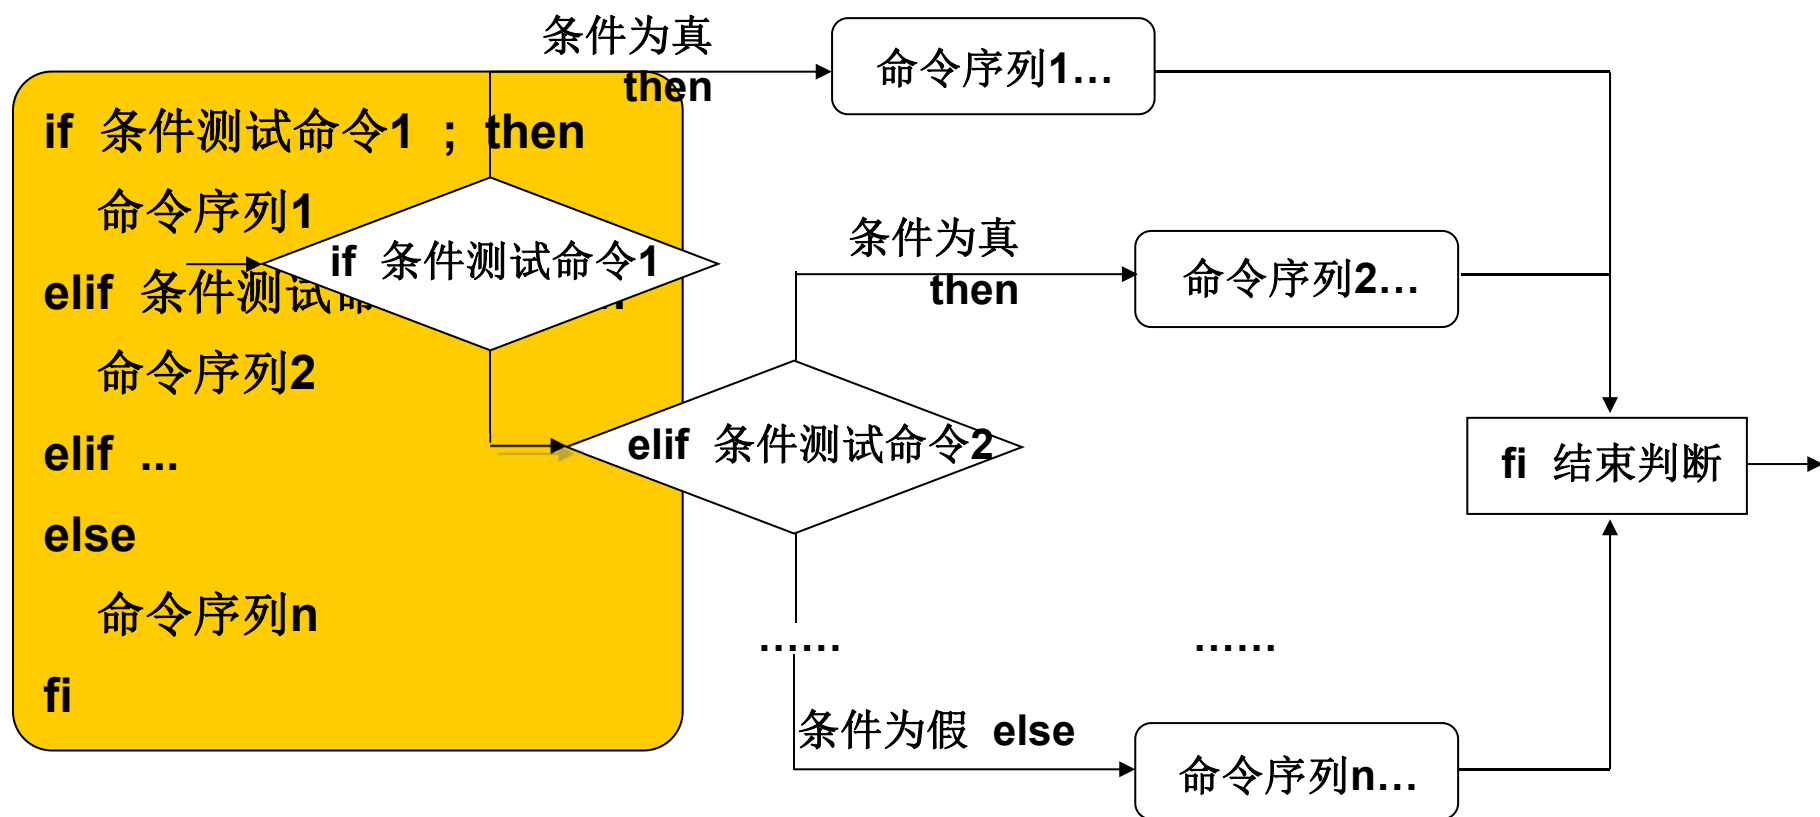 if 条件测试命令1 ; then
命令序列1
elif 条件测试
命令序列2
elif ...
else
命令序列n
fi
条件为真
then
命令序列1…
if 条件测试命令1
条件为真
then
命令序列2…
elif 条件测试命令2
fi 结束判断
……
……
条件为假 else
命令序列n…